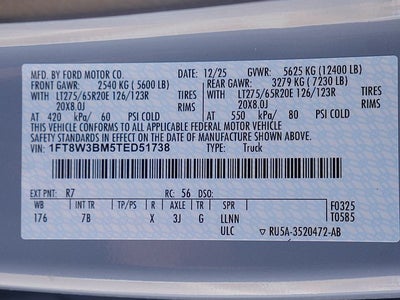 MFD. BY FORD MOTOR CO. 12/25 GVWR: 5625 KG (12400 LB)
FRONT GAWR: 2540 KG ( 5600 LB) REAR GAWR: 3279 KG ( 7230 LB)
WITH LT275/65R20E 126/123R TIRES WITH LT275/65R20E 126/123R TIRES
20X8.0J RIMS 20X8.0J RIMS
AT 420 kPa/ 60 PSI COLD AT 550 kPa/ 80 PSI COLD
THIS VEHICLE CONFORMS TO ALL APPLICABLE FEDERAL MOTOR VEHICLE SAFETY STANDARDS IN
EFFECT ON THE DATE OF MANUFACTURE SHOWN ABOVE.
VIN: 1FT8W3BM5TED51738 TYPE: Truck
EXT PNT: R7 RC: 56 DSO:
WB INT TR TP/PS R AXLE TR SPR F0325
176 7B X 3J G LLNN T0585
ULC RU5A-3520472-AB